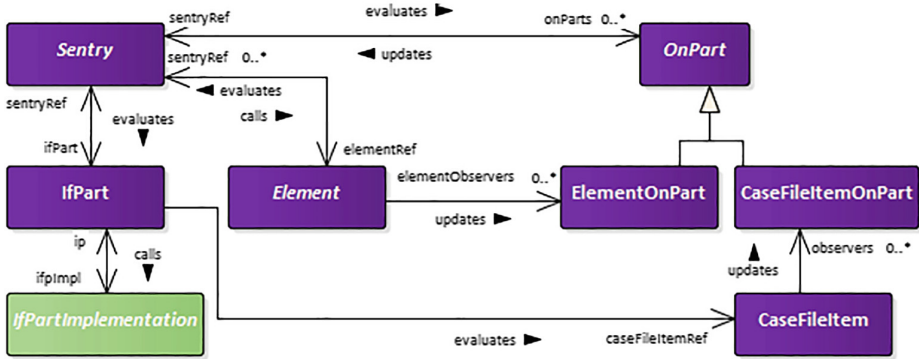 sentryRef evaluates ► onParts 0..*
Sentry
OnPart
◄ updates
sentryRef 0..*
◄ evaluates
sentryRef
evaluates ▼
calls ►
ifPart
elementRef
IfPart
Element
elementObservers 0..*
ElementOnPart
CaseFileItemOnPart
updates ►
ip
calls ▼
ifpImpl
observers 0..*
▲ updates
IfPartImplementation
CaseFileItem
evaluates ►
caseFileItemRef